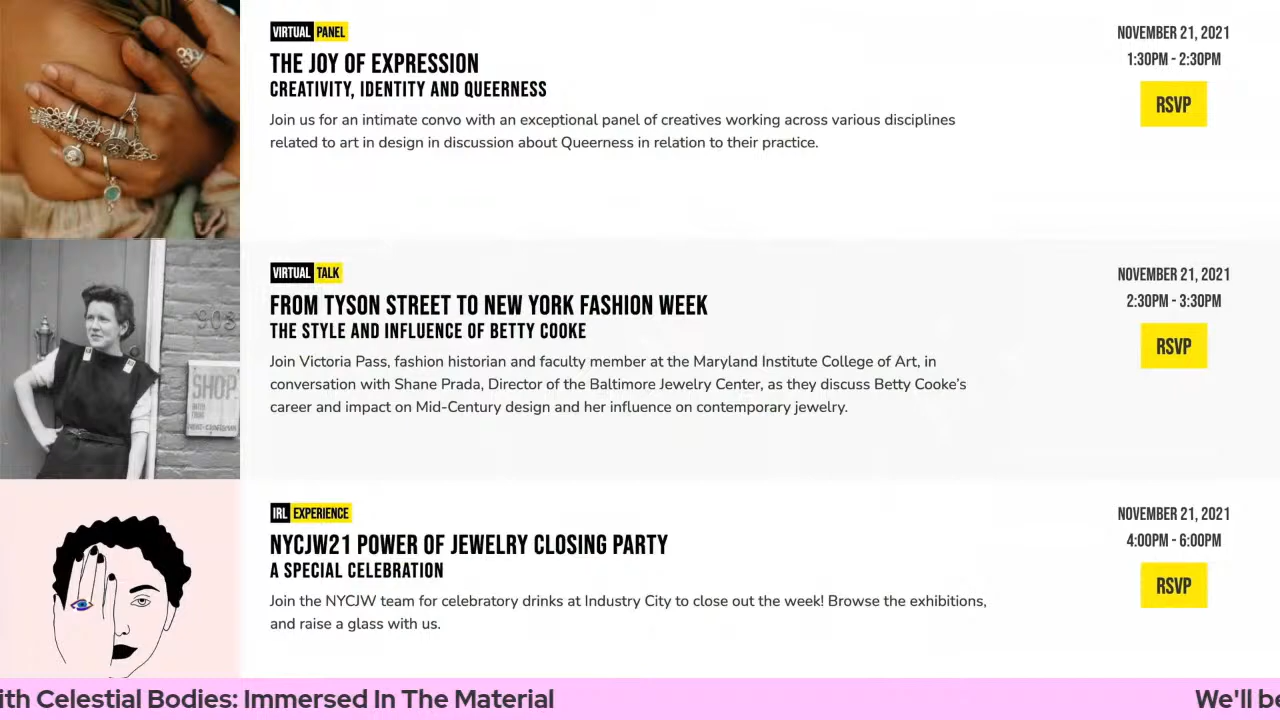 VIRTUAL PANEL
THE JOY OF EXPRESSION
CREATIVITY, IDENTITY AND QUEERNESS
Join us for an intimate convo with an exceptional panel of creatives working across various disciplines
related to art in design in discussion about Queerness in relation to their practice.
NOVEMBER 21, 2021
1:30PM - 2:30PM
RSVP
VIRTUAL TALK
FROM TYSON STREET TO NEW YORK FASHION WEEK
THE STYLE AND INFLUENCE OF BETTY COOKE
Join Victoria Pass, fashion historian and faculty member at the Maryland Institute College of Art, in
conversation with Shane Prada, Director of the Baltimore Jewelry Center, as they discuss Betty Cooke's
career and impact on Mid-Century design and her influence on contemporary jewelry.
NOVEMBER 21, 2021
2:30PM - 3:30PM
RSVP
903
SHOP
IRL EXPERIENCE
NYCJW21 POWER OF JEWELRY CLOSING PARTY
A SPECIAL CELEBRATION
Join the NYCJW team for celebratory drinks at Industry City to close out the week! Browse the exhibitions,
and raise a glass with us.
NOVEMBER 21, 2021
4:00PM - 6:00PM
RSVP
ith Celestial Bodies: Immersed In The Material
We'll be